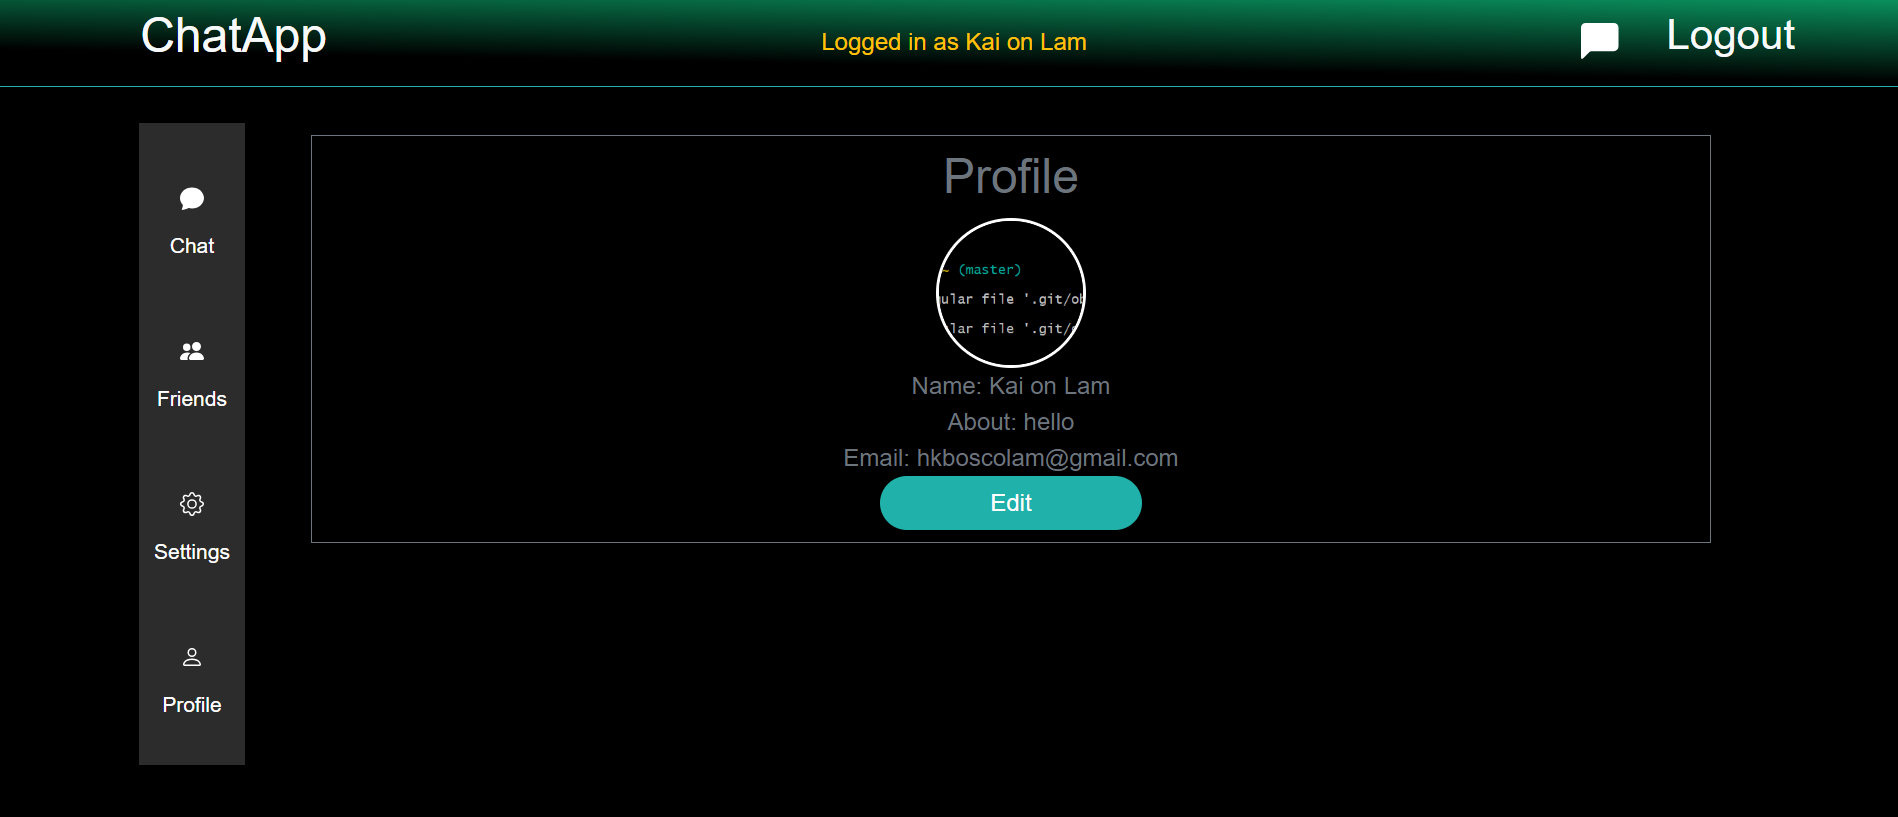 ChatApp
Logged in as Kai on Lam
Logout
Chat
Friends
Settings
Profile
Profile
~ (master)
ular file '.git/ob
lar file '.git/
Name: Kai on Lam
About: hello
Email: hkboscolam@gmail.com
Edit